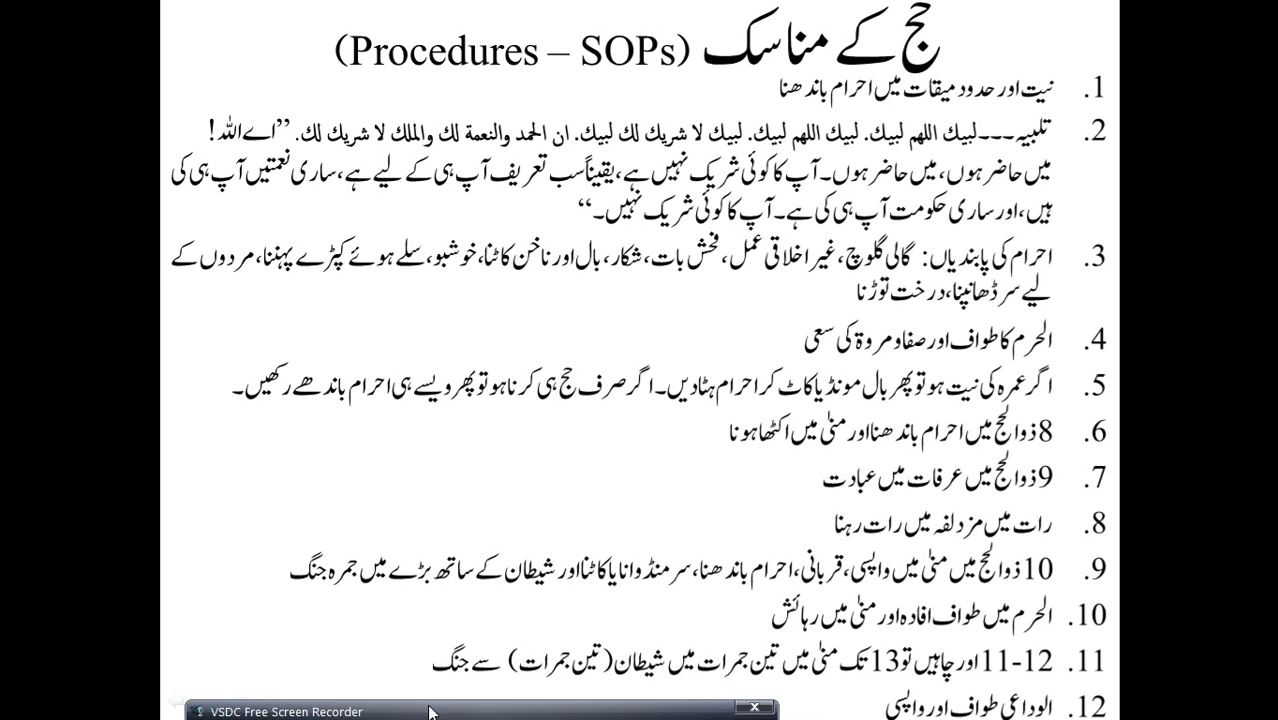 حج کے مناسک (Procedures – SOPs)
1. نیت اور حدود میقات میں احرام باندھنا
2. تلبیہ۔۔۔لبيك اللهم لبيك. لبيك اللهم لبيك. لبيك لا شريك لك لبيك. ان الحمد والنعمة لك والملك لا شريك لك. ”اے اللہ!
میں حاضر ہوں، میں حاضر ہوں۔ آپ کا کوئی شریک نہیں ہے، یقیناً سب تعریف آپ ہی کے لیے ہے، ساری نعمتیں آپ ہی کی
ہیں، اور ساری حکومت آپ ہی کی ہے۔ آپ کا کوئی شریک نہیں۔“
3. احرام کی پابندیاں: گالی گلوچ، غیر اخلاقی عمل، فحش بات، شکار، بال اور ناخن کاٹنا، خوشبو، سلے ہوئے کپڑے پہننا، مردوں کے
لیے سر ڈھانپنا، درخت توڑنا
4. الحرم کا طواف اور صفا و مروۃ کی سعی
5. اگر عمرہ کی نیت ہو تو پھر بال مونڈ یا کاٹ کر احرام ہٹا دیں۔ اگر صرف حج ہی کرنا ہو تو پھر ویسے ہی احرام باندھے رکھیں۔
6. 8 ذوالحج میں احرام باندھنا اور منیٰ میں اکٹھا ہونا
7. 9 ذوالحج میں عرفات میں عبادت
8. رات میں مزدلفہ میں رات رہنا
9. 10 ذوالحج میں منیٰ میں واپسی، قربانی، احرام باندھنا، سر منڈوانا یا کاٹنا اور شیطان کے ساتھ بڑے میں جمرہ جنگ
10. الحرم میں طواف افادہ اور منیٰ میں رہائش
11. 11-12 اور چاہیں تو 13 تک منیٰ میں تین جمرات میں شیطان (تین جمرات) سے جنگ
12. الوداعی طواف اور واپسی
VSDC Free Screen Recorder